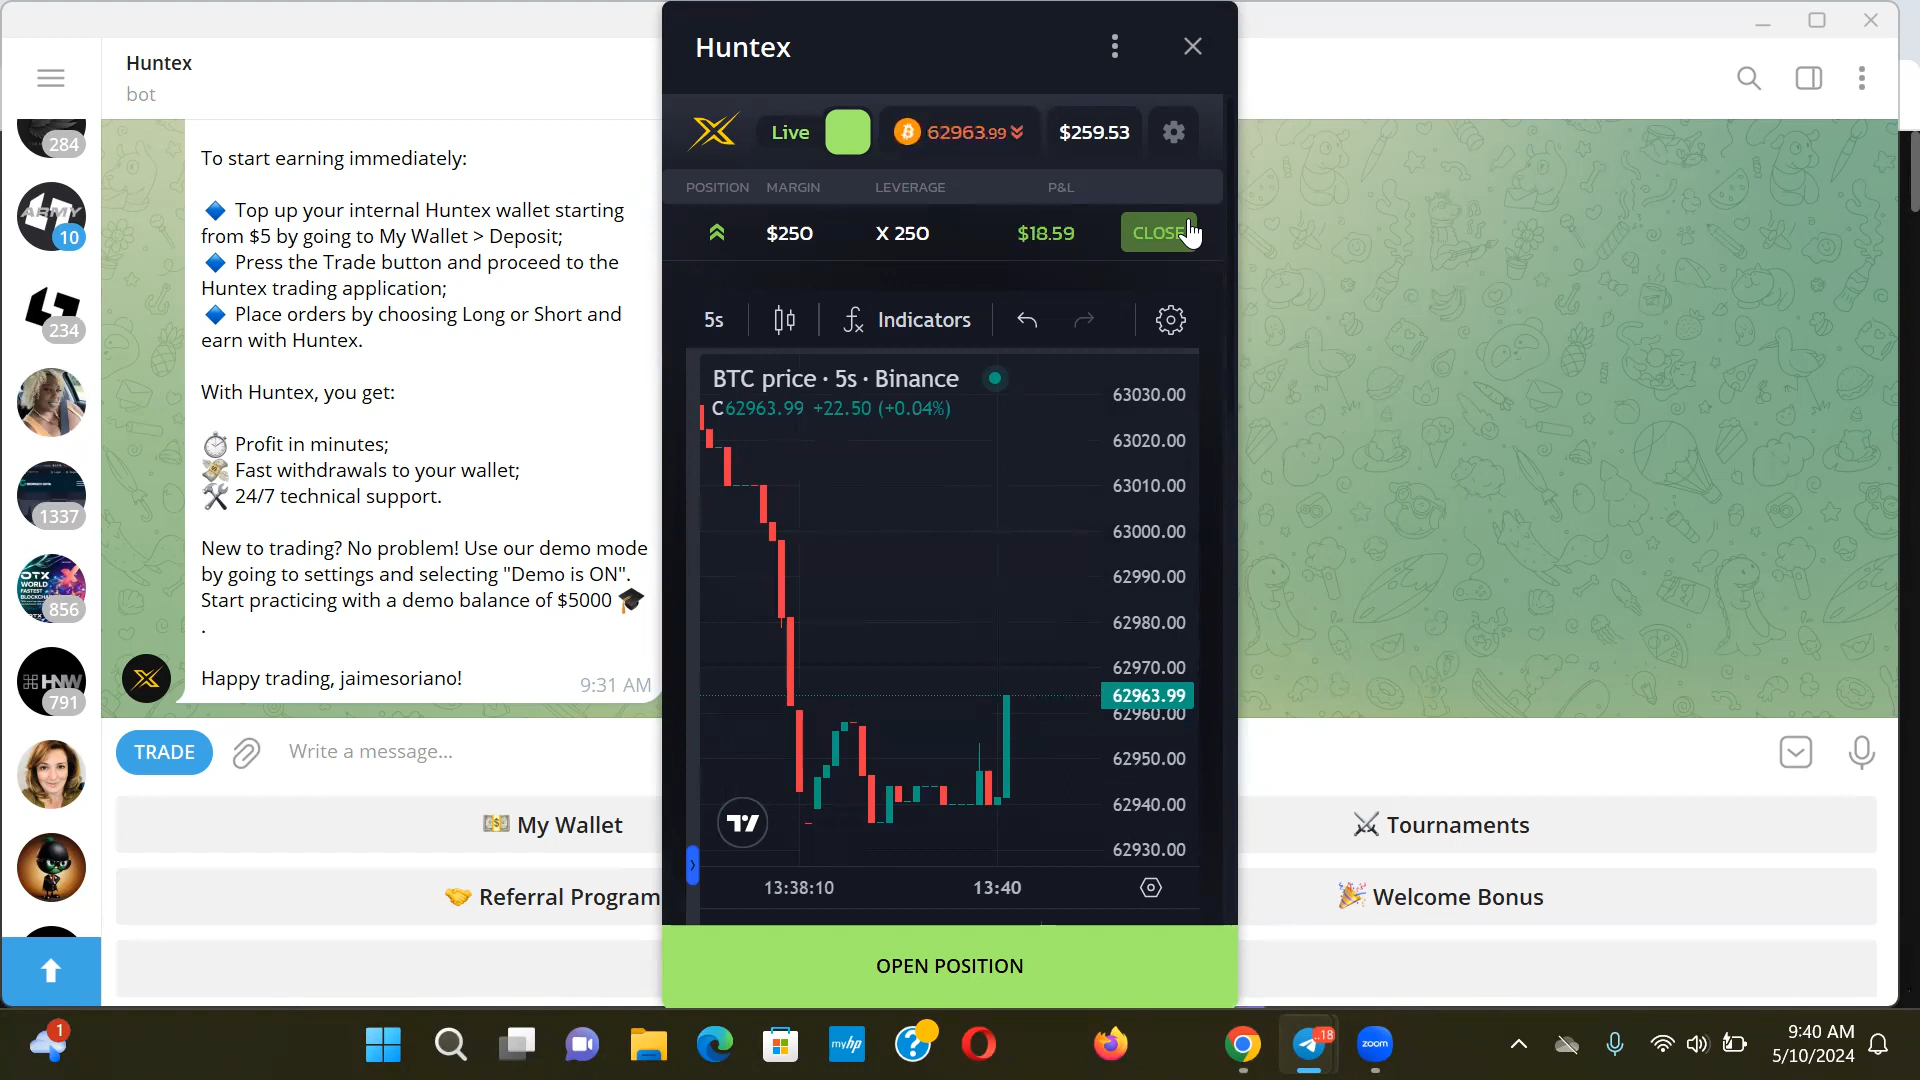 Huntex
bot
284
ARMY
10
234
1337
OTX
WORLD
FASTEST
856
HNW
791
To start earning immediately:
Top up your internal Huntex wallet starting
from $5 by going to My Wallet > Deposit;
Press the Trade button and proceed to the
Huntex trading application;
Place orders by choosing Long or Short and
earn with Huntex.
With Huntex, you get:
Profit in minutes;
Fast withdrawals to your wallet;
24/7 technical support.
New to trading? No problem! Use our demo mode
by going to settings and selecting "Demo is ON".
Start practicing with a demo balance of $5000
.
Happy trading, jaimesoriano!
9:31 AM
TRADE
Write a message...
My Wallet
Tournaments
Referral Program
Welcome Bonus
Huntex
Live
62963.99
$259.53
POSITION MARGIN LEVERAGE P&L
$250 X 250 $18.59 CLOSE
5s
Indicators
BTC price · 5s · Binance
C62963.99 +22.50 (+0.04%)
63030.00
63020.00
63010.00
63000.00
62990.00
62980.00
62970.00
62963.99
62960.00
62950.00
62940.00
62930.00
13:38:10
13:40
OPEN POSITION
1
myhp
..18
zoom
9:40 AM
5/10/2024